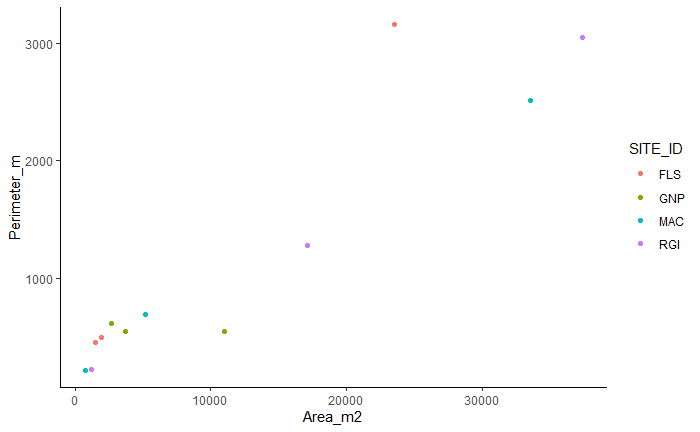 3000
2000
1000
Perimeter_m
0
10000
20000
30000
Area_m2
SITE_ID
FLS
GNP
MAC
RGI